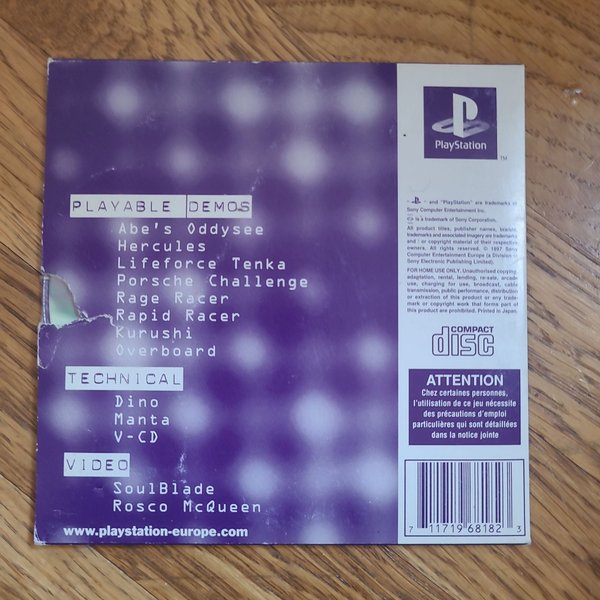 PLAYABLE DEMOS
Abe's Oddysee
Hercules
Lifeforce Tenka
Porsche Challenge
Rage Racer
Rapid Racer
Kurushi
Overboard
TECHNICAL
Dino
Manta
V-CD
VIDEO
SoulBlade
Rosco McQueen
www.playstation-europe.com
PlayStation
TM
" " and "PlayStation" are trademarks of
Sony Computer Entertainment Inc.
is a trademark of Sony Corporation.
All product titles, publisher names, brands,
trademarks and associated imagery are trademarks
and / or copyright material of their respective
owners. All rights reserved. © 1997 Sony
Computer Entertainment Europe (a Division of
Sony Electronic Publishing Limited).
FOR HOME USE ONLY. Unauthorised copying,
adaptation, rental, lending, re-sale, arcade
use, charging for use, broadcast, cable
transmission, public performance, distribution
or extraction of this product or any trade-
mark or copyright work that forms part of
this product are prohibited. Printed in Japan.
COMPACT
disc
ATTENTION
Chez certaines personnes,
l'utilisation de ce jeu nécessite
des précautions d'emploi
particulières qui sont détaillées
dans la notice jointe
7 11719 68182 3